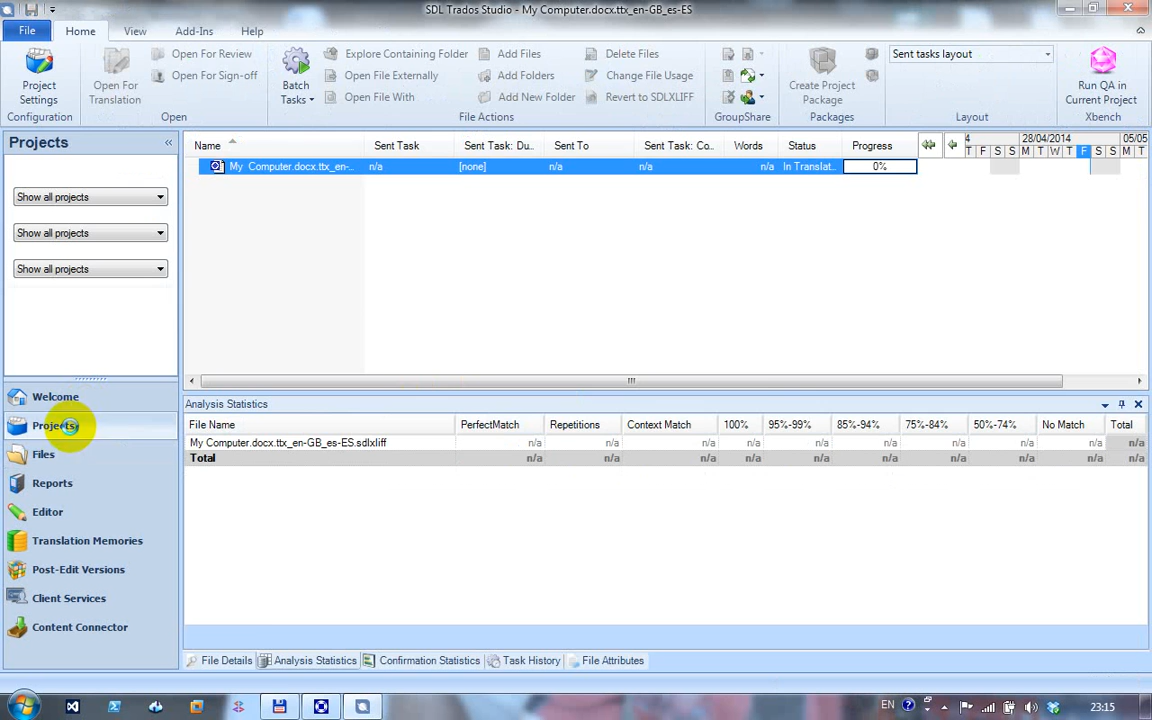 SDL Trados Studio - My Computer.docx.ttx_en-GB_es-ES
File Home View Add-Ins Help
Project Settings
Configuration
Open For Translation
Open For Review
Open For Sign-off
Open
Batch Tasks
Explore Containing Folder
Open File Externally
Open File With
Add Files
Add Folders
Add New Folder
Delete Files
Change File Usage
Revert to SDLXLIFF
File Actions
GroupShare
Create Project Package
Packages
Sent tasks layout
Layout
Run QA in Current Project
Xbench
Projects
Show all projects
Show all projects
Show all projects
Welcome
Projects
Files
Reports
Editor
Translation Memories
Post-Edit Versions
Client Services
Content Connector
Name Sent Task Sent Task: Du... Sent To Sent Task: Co... Words Status Progress
4 28/04/2014 05/05
T F S S M T W T F S S M T
My Computer.docx.ttx_en-... n/a [none] n/a n/a n/a In Translat... 0%
Analysis Statistics
File Name PerfectMatch Repetitions Context Match 100% 95%-99% 85%-94% 75%-84% 50%-74% No Match Total
My Computer.docx.ttx_en-GB_es-ES.sdlxliff n/a n/a n/a n/a n/a n/a n/a n/a n/a n/a
Total n/a n/a n/a n/a n/a n/a n/a n/a n/a n/a
File Details Analysis Statistics Confirmation Statistics Task History File Attributes
EN 23:15